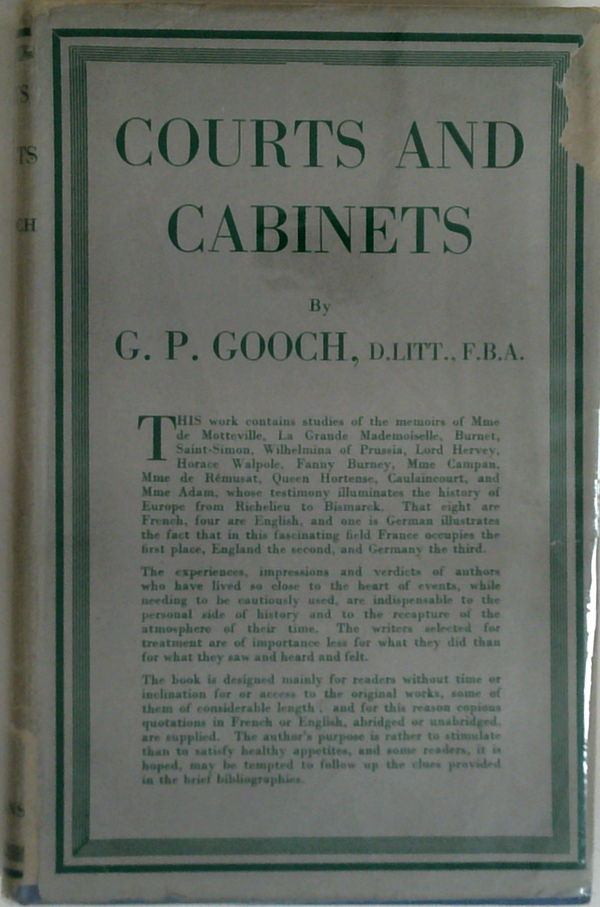 COURTS AND
CABINETS
By
G. P. GOOCH, D.LITT., F.B.A.
THIS work contains studies of the memoirs of Mme
de Motteville, La Grande Mademoiselle, Burnet,
Saint-Simon, Wilhelmina of Prussia, Lord Hervey,
Horace Walpole, Fanny Burney, Mme Campan,
Mme de Rémusat, Queen Hortense, Caulaincourt, and
Mme Adam, whose testimony illuminates the history of
Europe from Richelieu to Bismarck. That eight are
French, four are English, and one is German illustrates
the fact that in this fascinating field France occupies the
first place, England the second, and Germany the third.
The experiences, impressions and verdicts of authors
who have lived so close to the heart of events, while
needing to be cautiously used, are indispensable to the
personal side of history and to the recapture of the
atmosphere of their time. The writers selected for
treatment are of importance less for what they did than
for what they saw and heard and felt.
The book is designed mainly for readers without time or
inclination for or access to the original works, some of
them of considerable length, and for this reason copious
quotations in French or English, abridged or unabridged,
are supplied. The author's purpose is rather to stimulate
than to satisfy healthy appetites, and some readers, it is
hoped, may be tempted to follow up the clues provided
in the brief bibliographies.
S
TS
CH
NS